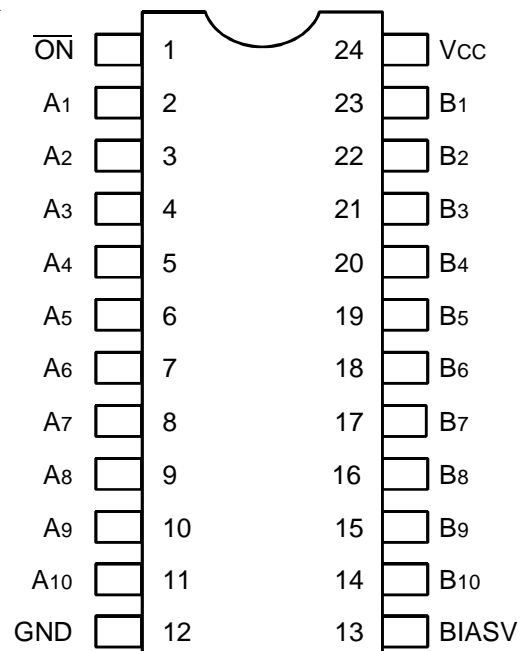 ON 1 24 VCC
A1 2 23 B1
A2 3 22 B2
A3 4 21 B3
A4 5 20 B4
A5 6 19 B5
A6 7 18 B6
A7 8 17 B7
A8 9 16 B8
A9 10 15 B9
A10 11 14 B10
GND 12 13 BIASV